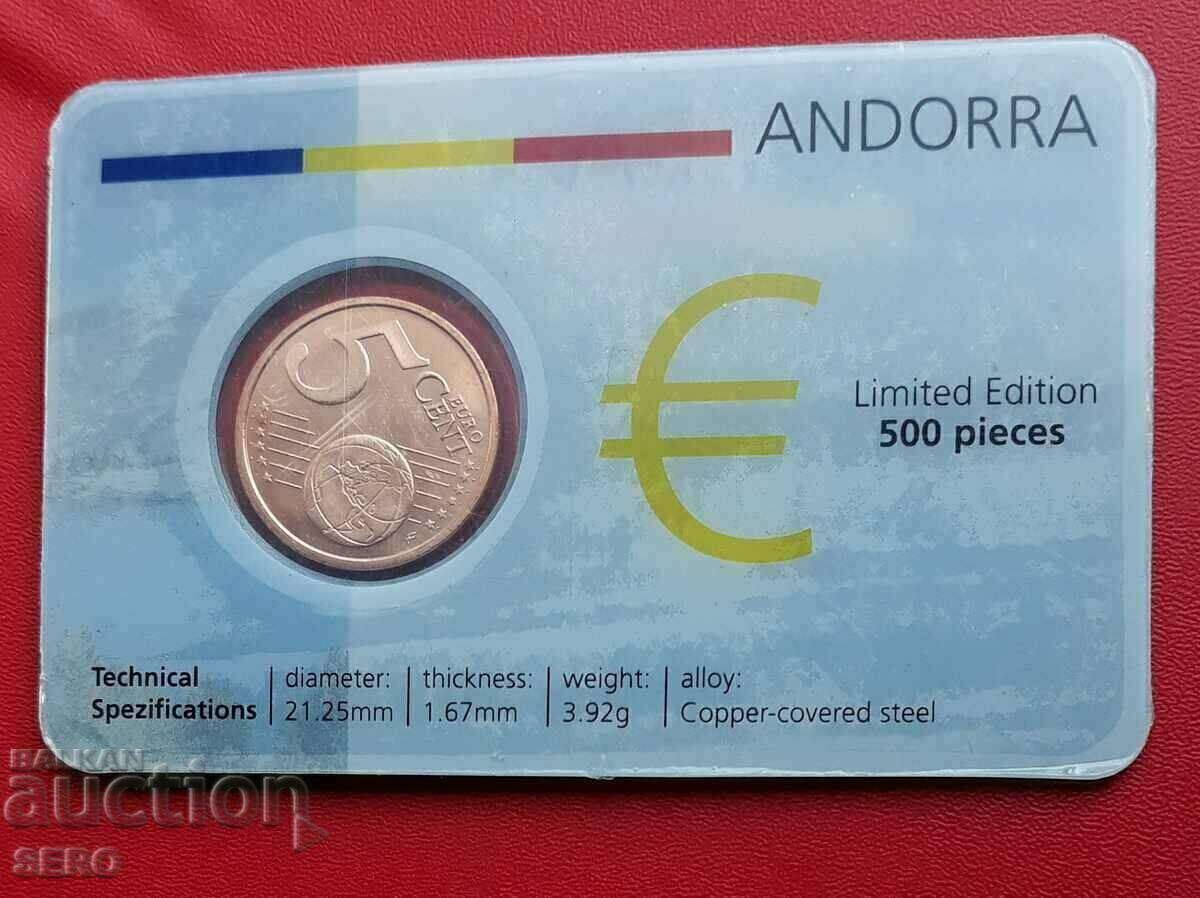 ANDORRA
5
EURO
CENT
€
Limited Edition
500 pieces
Technical
Spezifications
diameter:
21.25mm
thickness:
1.67mm
weight:
3.92g
alloy:
Copper-covered steel
BANKAN
auction
SERO